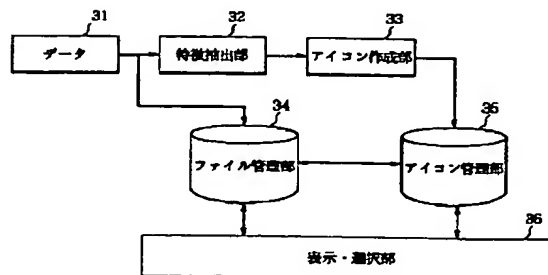 31
32
33
データ
特徴抽出部
アイコン作成部
34
35
ファイル管理部
アイコン管理部
36
表示・選択部